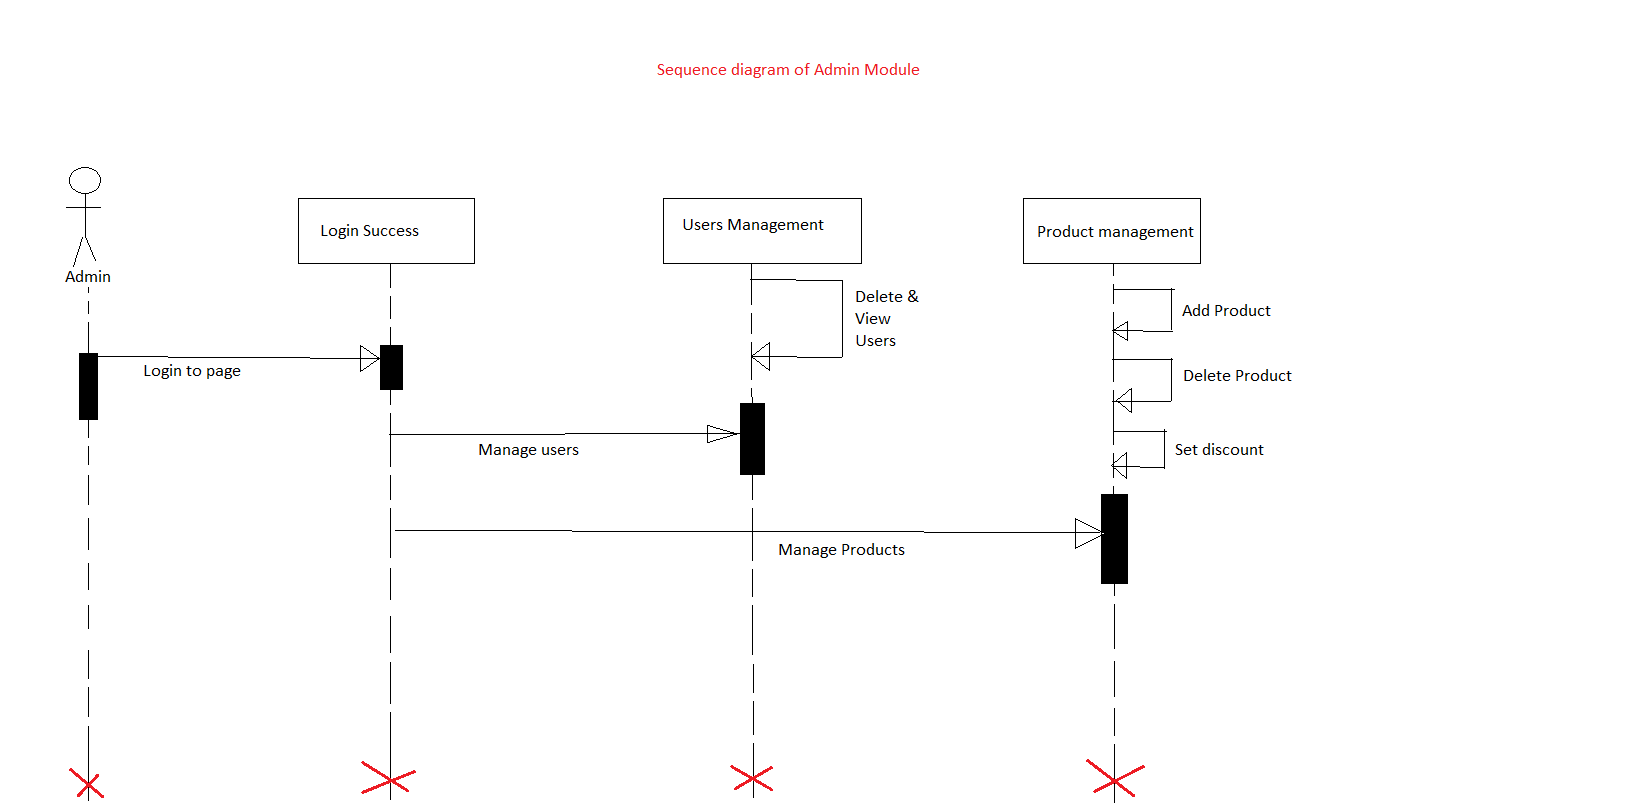 Sequence diagram of Admin Module
Admin
Login Success
Users Management
Product management
Login to page
Delete &
View
Users
Add Product
Delete Product
Set discount
Manage users
Manage Products